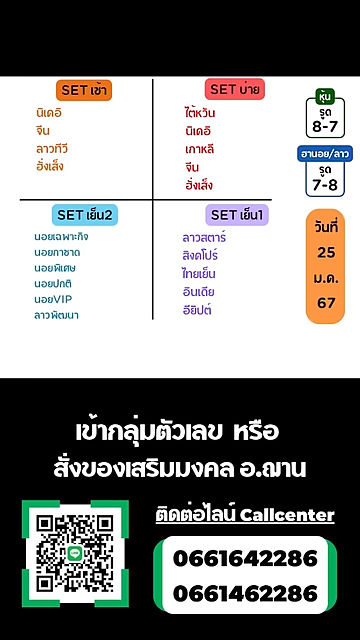 SET เช้า
นิเคอิ
จีน
ลาวทีวี
ฮั่งเส็ง
SET บ่าย
ไต้หวัน
นิเคอิ
เกาหลี
จีน
ฮั่งเส็ง
หุ้น
รูด
8-7
ฮานอย/ลาว
รูด
7-8
SET เย็น2
นอยเฉพาะกิจ
นอยกาชาด
นอยพิเศษ
นอยปกติ
นอยVIP
ลาวพัฒนา
SET เย็น1
ลาวสตาร์
สิงคโปร์
ไทยเย็น
อินเดีย
อียิปต์
วันที่
25
ม.ค.
67
เข้ากลุ่มตัวเลข หรือ
สั่งของเสริมมงคล อ.ฌาน
ติดต่อไลน์ Callcenter
0661642286
0661462286